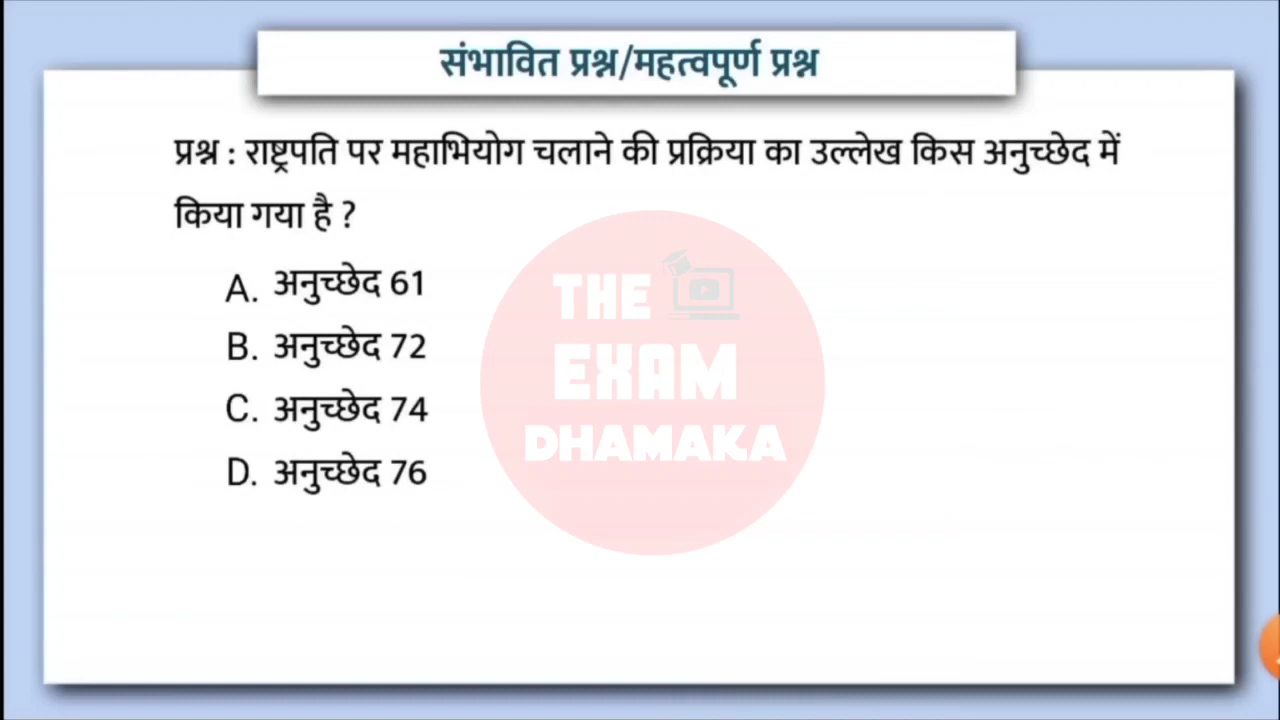 संभावित प्रश्न/महत्वपूर्ण प्रश्न
प्रश्न : राष्ट्रपति पर महाभियोग चलाने की प्रक्रिया का उल्लेख किस अनुच्छेद में
किया गया है ?
A. अनुच्छेद 61
B. अनुच्छेद 72
C. अनुच्छेद 74
D. अनुच्छेद 76
THE
EXAM
DHAMAKA